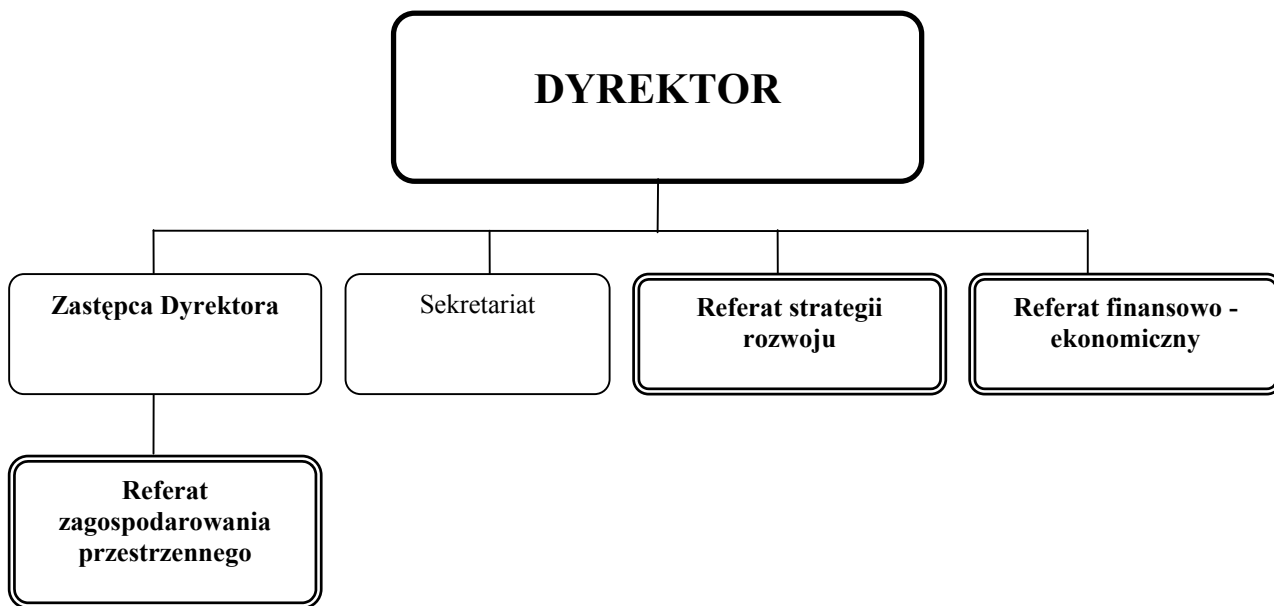 DYREKTOR
Zastępca Dyrektora
Sekretariat
Referat strategii
rozwoju
Referat finansowo -
ekonomiczny
Referat
zagospodarowania
przestrzennego